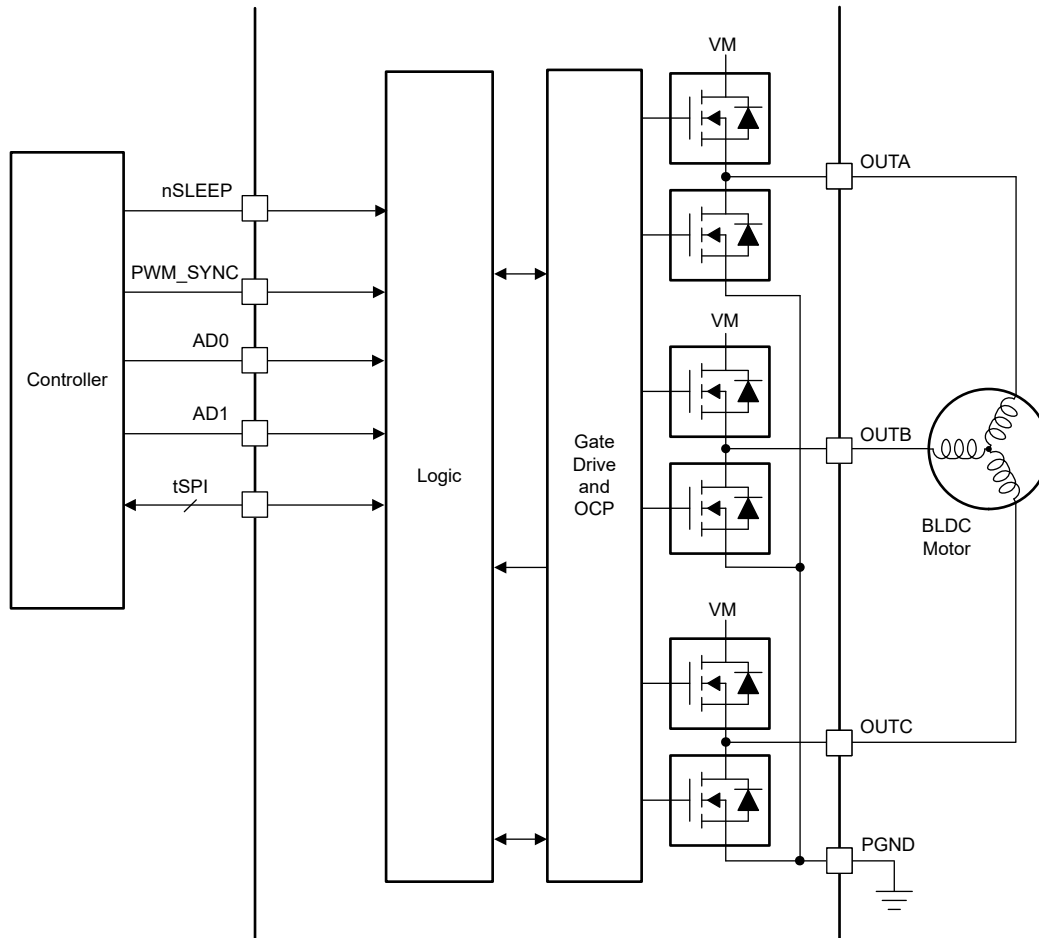 VM
nSLEEP
OUTA
PWM_SYNC
VM
AD0
Controller
AD1
OUTB
Gate
Drive
and
OCP
Logic
tSPI
BLDC
Motor
VM
OUTC
PGND